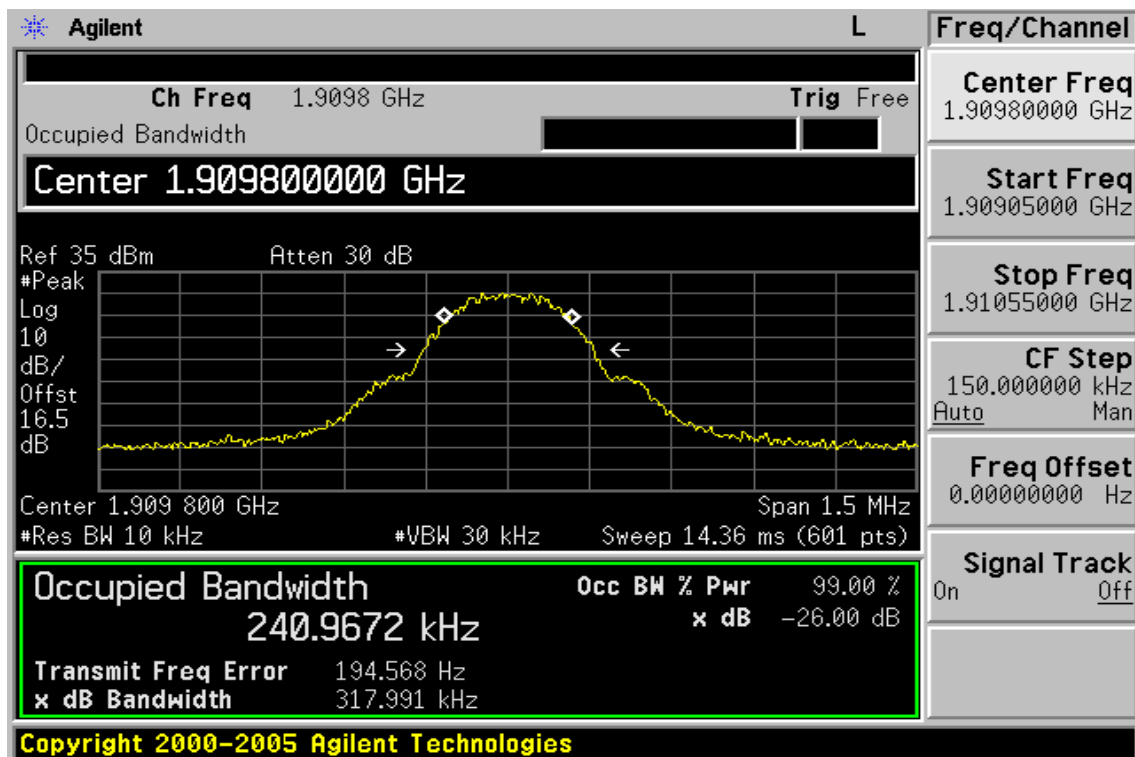 Agilent L
Ch Freq 1.9098 GHz Trig Free
Occupied Bandwidth
Center 1.909800000 GHz
Ref 35 dBm Atten 30 dB
#Peak
Log
10
dB/
Offst
16.5
dB
Center 1.909 800 GHz Span 1.5 MHz
#Res BW 10 kHz #VBW 30 kHz Sweep 14.36 ms (601 pts)
Occupied Bandwidth
240.9672 kHz
Occ BW % Pwr 99.00 %
x dB -26.00 dB
Transmit Freq Error 194.568 Hz
x dB Bandwidth 317.991 kHz
Copyright 2000-2005 Agilent Technologies
Freq/Channel
Center Freq
1.90980000 GHz
Start Freq
1.90905000 GHz
Stop Freq
1.91055000 GHz
CF Step
150.000000 kHz
Auto Man
Freq Offset
0.00000000 Hz
Signal Track
On Off